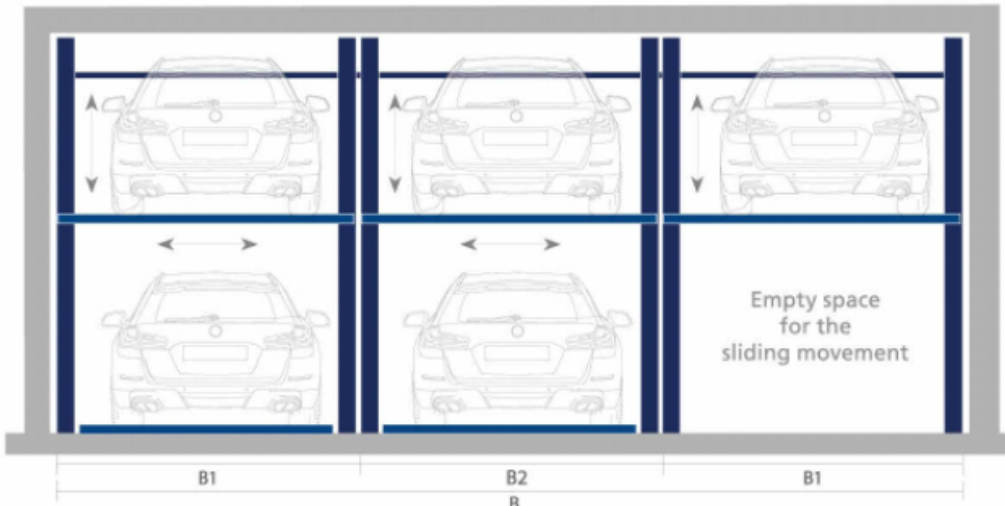 Empty space
for the
sliding movement
B1
B2
B1
B